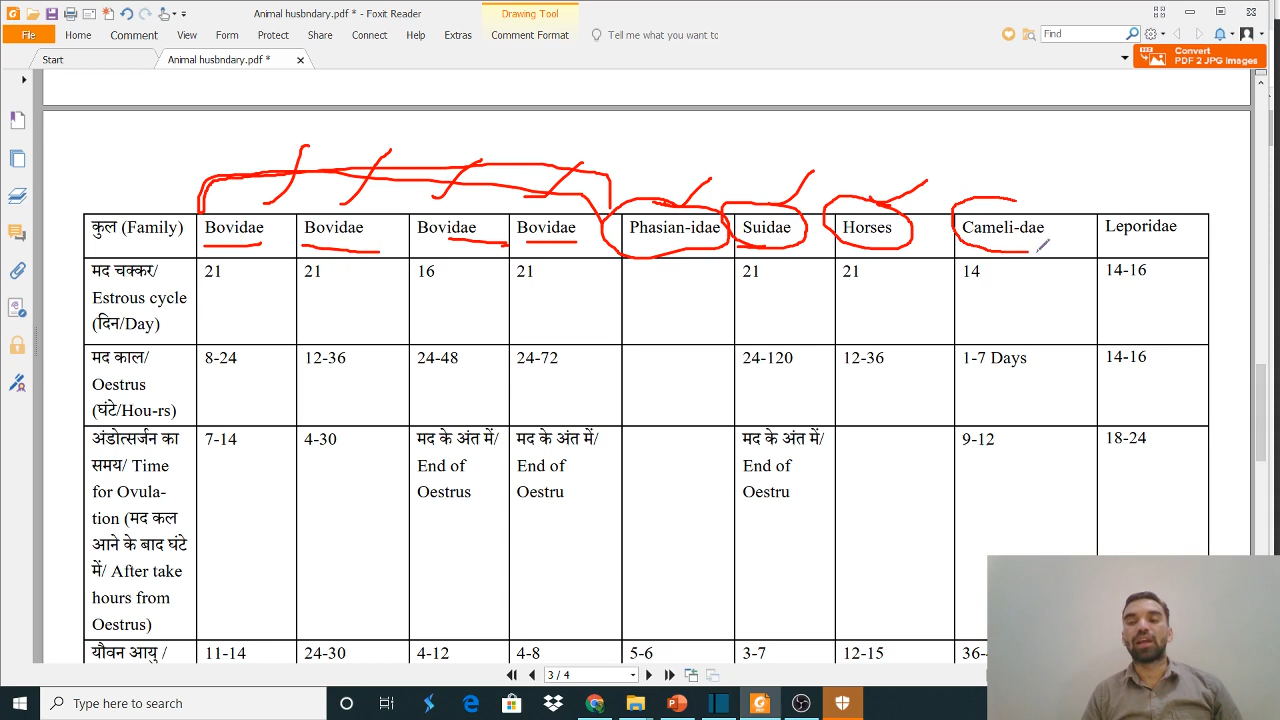 Animal husbndary.pdf * - Foxit Reader
Drawing Tool
File Home Comment View Form Protect Share Connect Help Extras Comment Format Tell me what you want to Find
Start Animal husbndary.pdf *
Convert
PDF 2 JPG Images
कुल (Family) Bovidae Bovidae Bovidae Bovidae Phasian-idae Suidae Horses Cameli-dae Leporidae
मद चक्कर/ 21 21 16 21 21 21 14 14-16
Estrous cycle
(दिन/Day)
मद काल/ 8-24 12-36 24-48 24-72 24-120 12-36 1-7 Days 14-16
Oestrus
(घंटे/Hou-rs)
अंडोत्सर्जन का 7-14 4-30 मद के अंत में/ मद के अंत में/ मद के अंत में/ 9-12 18-24
समय/ Time End of End of End of
for Ovula- Oestrus Oestru Oestru
tion (मद कल
आने के बाद घंटे
में/ After take
hours from
Oestrus)
यौवन आयु / 11-14 24-30 4-12 4-8 5-6 3-7 12-15
3 / 4
Type here to search